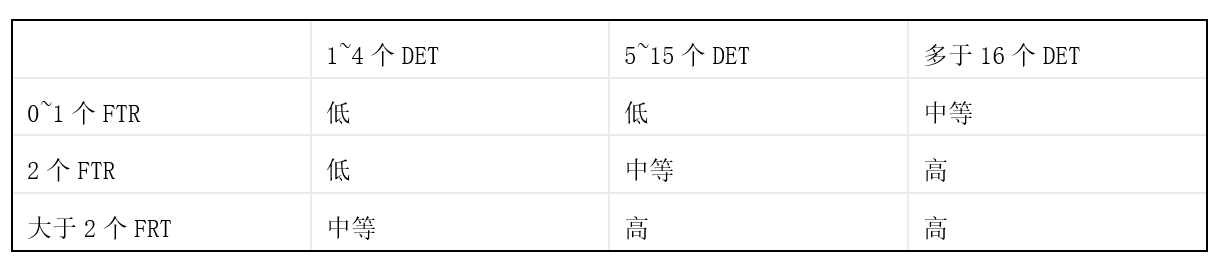 1~4 个 DET 5~15 个 DET 多于 16 个 DET
0~1 个 FTR 低 低 中等
2 个 FTR 低 中等 高
大于 2 个 FRT 中等 高 高